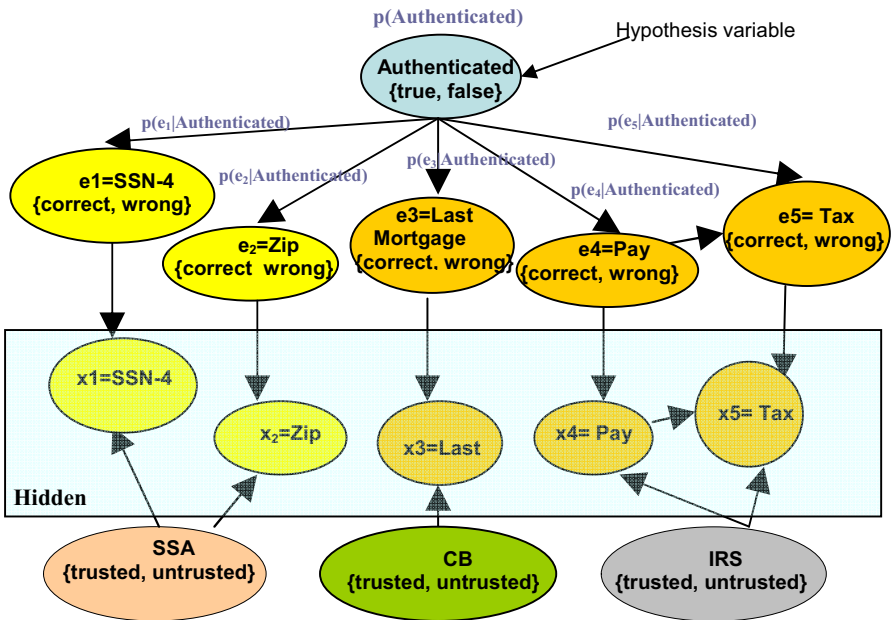 p(Authenticated)
Hypothesis variable
Authenticated
{true, false}
p(e₁|Authenticated)
p(e₂|Authenticated)
p(e₃|Authenticated)
p(e₄|Authenticated)
p(e₅|Authenticated)
e1=SSN-4
{correct, wrong}
e₂=Zip
{correct wrong}
e3=Last
Mortgage
{correct, wrong}
e4=Pay
{correct, wrong}
e5= Tax
{correct, wrong}
x1=SSN-4
x₂=Zip
x3=Last
x4= Pay
x5= Tax
Hidden
SSA
{trusted, untrusted}
CB
{trusted, untrusted}
IRS
{trusted, untrusted}